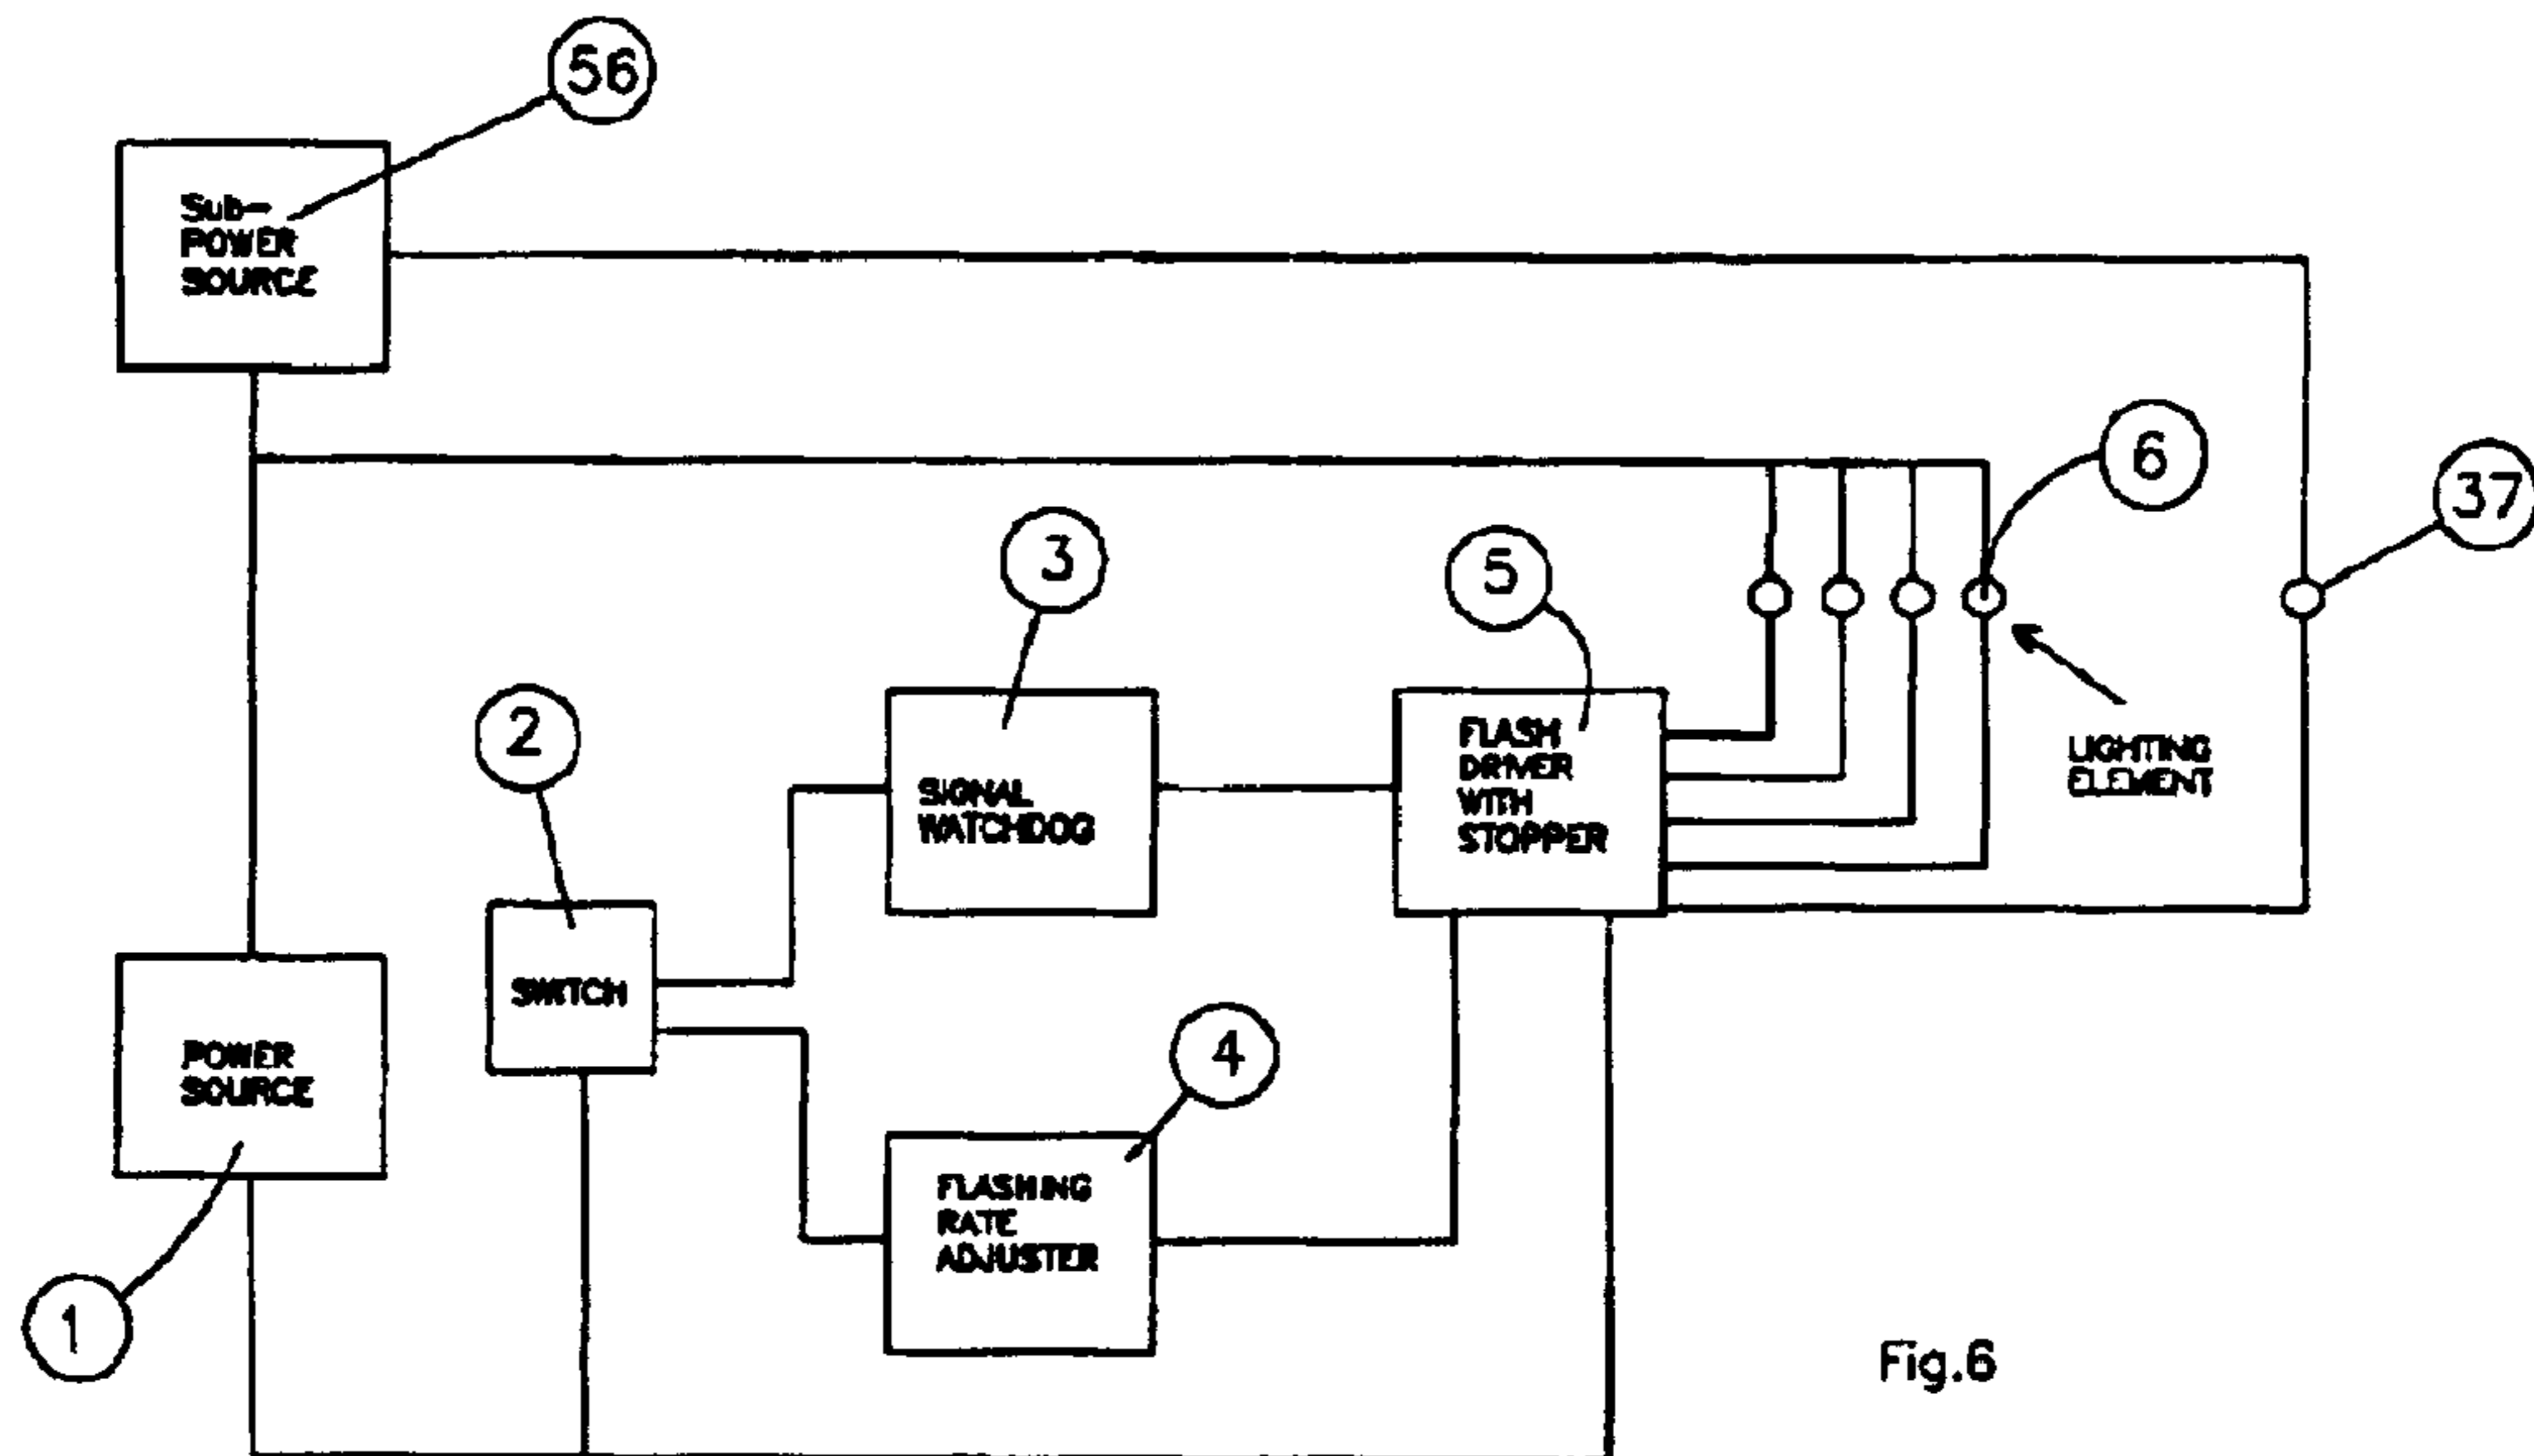 56
Sub-
POWER
SOURCE
6
37
3
5
2
FLASH
DRIVER
WITH
STOPPER
LIGHTING
ELEMENT
SIGNAL
WATCHDOG
SWITCH
POWER
SOURCE
4
FLASHING
RATE
ADJUSTER
1
Fig.6